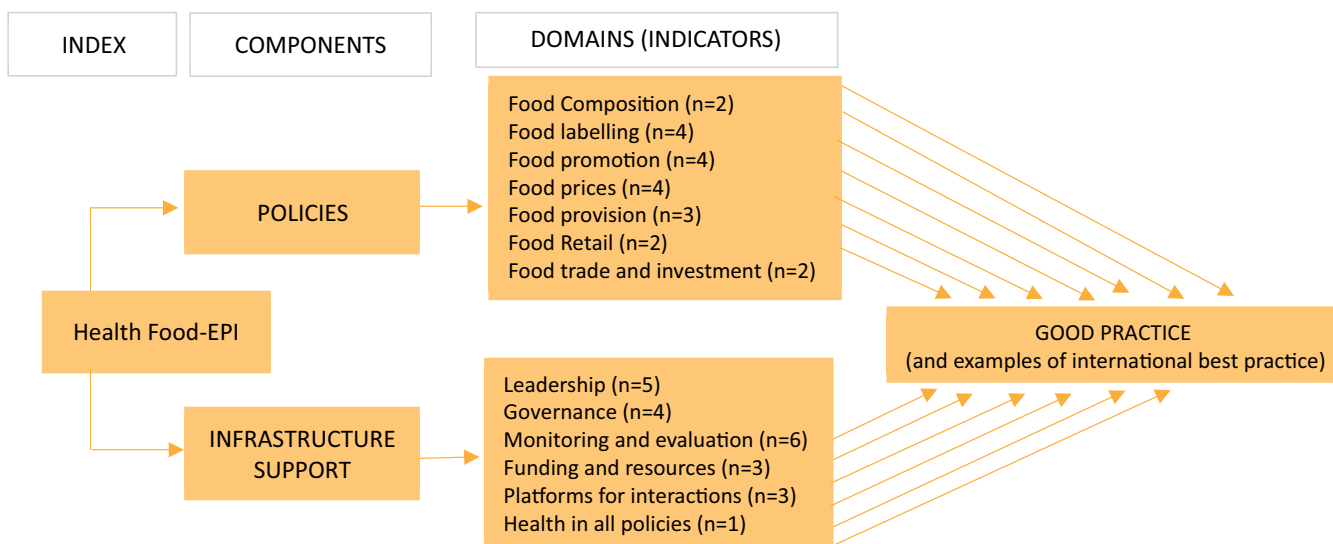 INDEX
COMPONENTS
DOMAINS (INDICATORS)
Food Composition (n=2)
Food labelling (n=4)
Food promotion (n=4)
Food prices (n=4)
Food provision (n=3)
Food Retail (n=2)
Food trade and investment (n=2)
POLICIES
Health Food-EPI
GOOD PRACTICE
(and examples of international best practice)
INFRASTRUCTURE
SUPPORT
Leadership (n=5)
Governance (n=4)
Monitoring and evaluation (n=6)
Funding and resources (n=3)
Platforms for interactions (n=3)
Health in all policies (n=1)